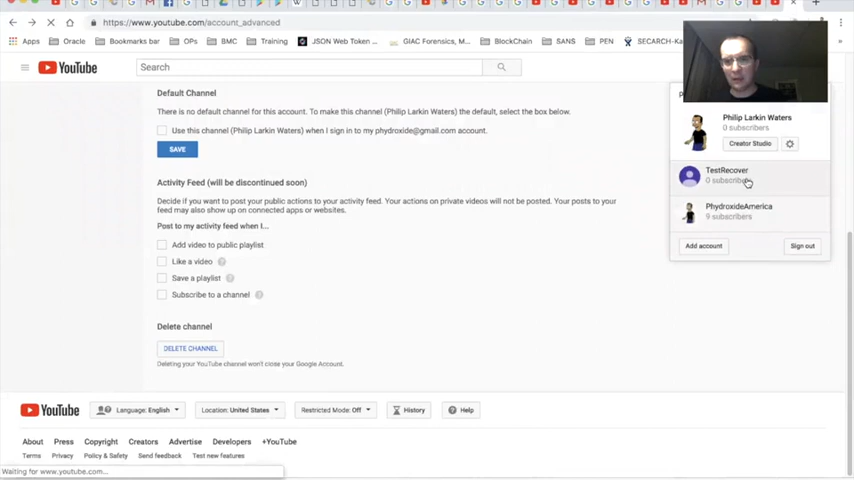 https://www.youtube.com/account_advanced
Apps Oracle Bookmarks bar OPs BMC Training JSON Web Token ... GIAC Forensics, M... BlockChain SANS PEN SECARCH-Ka
YouTube Search
Default Channel
There is no default channel for this account. To make this channel (Philip Larkin Waters) the default, select the box below.
Use this channel (Philip Larkin Waters) when I sign in to my phydroxide@gmail.com account.
SAVE
Activity Feed (will be discontinued soon)
Decide if you want to post your public actions to your activity feed. Your actions on private videos will not be posted. Your posts to your
feed may also show up on connected apps or websites.
Post to my activity feed when I...
Add video to public playlist
Like a video ?
Save a playlist ?
Subscribe to a channel ?
Delete channel
DELETE CHANNEL
Deleting your YouTube channel won't close your Google Account.
Philip Larkin Waters
0 subscribers
Creator Studio
TestRecover
0 subscribers
PhydroxideAmerica
9 subscribers
Add account Sign out
YouTube Language: English Location: United States Restricted Mode: Off History Help
About Press Copyright Creators Advertise Developers +YouTube
Terms Privacy Policy & Safety Send feedback Test new features
Waiting for www.youtube.com...